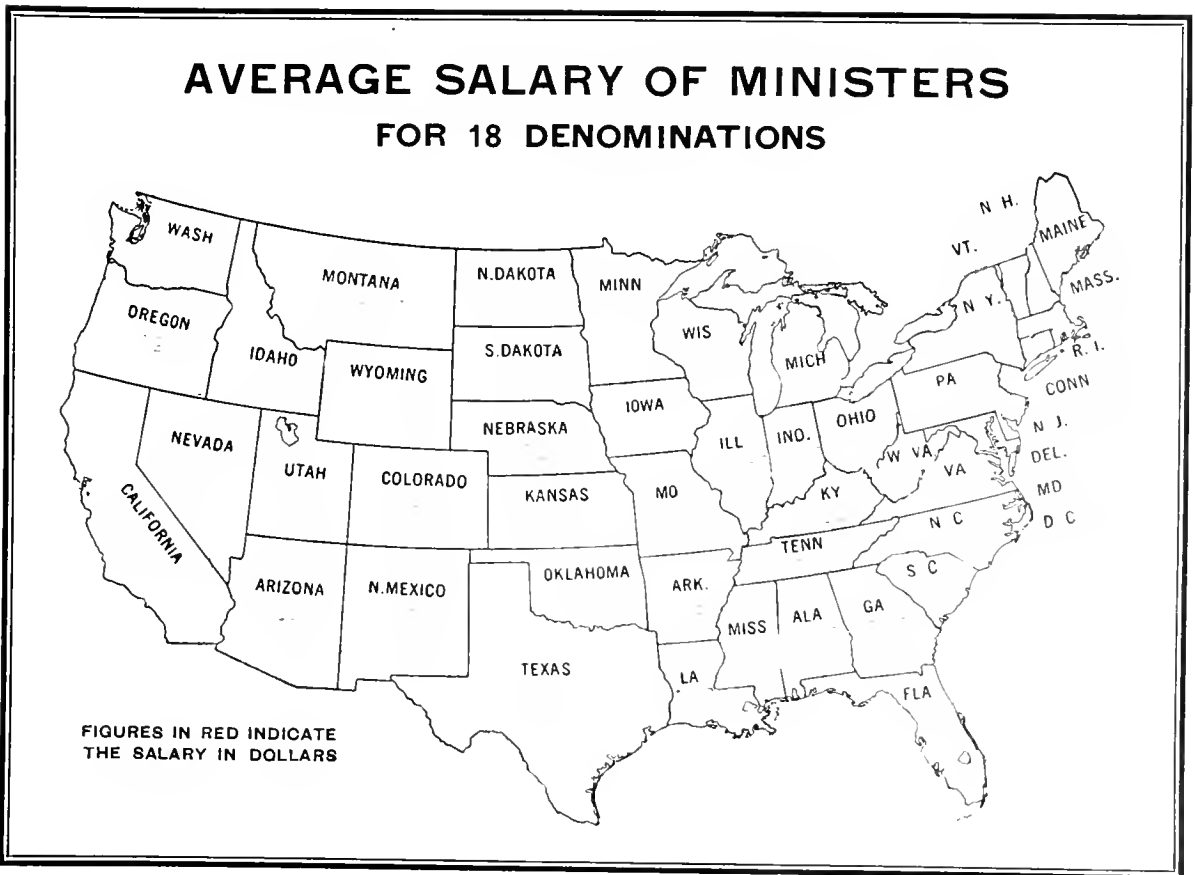 AVERAGE SALARY OF MINISTERS
FOR 18 DENOMINATIONS
N H.
MAINE
VT.
WASH
MONTANA
N.DAKOTA
MINN
N Y.
MASS.
OREGON
IDAHO
WYOMING
S.DAKOTA
WIS
MICH
R. I.
PA
CONN
IOWA
NEVADA
UTAH
COLORADO
NEBRASKA
ILL
IND.
OHIO
N J.
W VA.
VA
DEL.
CALIFORNIA
KANSAS
MO
KY
MD
N C
D C
TENN
ARIZONA
N.MEXICO
OKLAHOMA
ARK.
S C
MISS
ALA
GA
TEXAS
LA
FLA
FIGURES IN RED INDICATE
THE SALARY IN DOLLARS